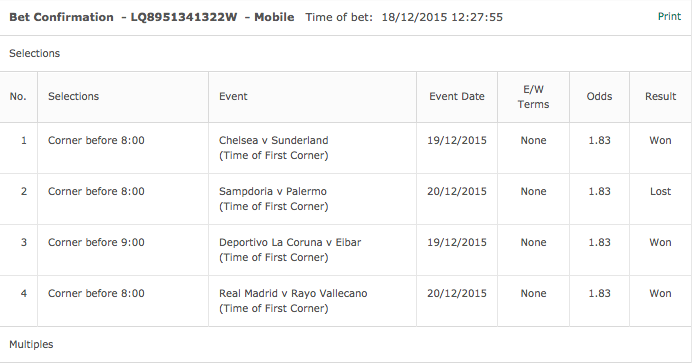 Bet Confirmation - LQ8951341322W - Mobile Time of bet: 18/12/2015 12:27:55 Print
Selections
No. Selections Event Event Date E/W Terms Odds Result
1 Corner before 8:00 Chelsea v Sunderland 19/12/2015 None 1.83 Won
(Time of First Corner)
2 Corner before 8:00 Sampdoria v Palermo 20/12/2015 None 1.83 Lost
(Time of First Corner)
3 Corner before 9:00 Deportivo La Coruna v Eibar 19/12/2015 None 1.83 Won
(Time of First Corner)
4 Corner before 8:00 Real Madrid v Rayo Vallecano 20/12/2015 None 1.83 Won
(Time of First Corner)
Multiples